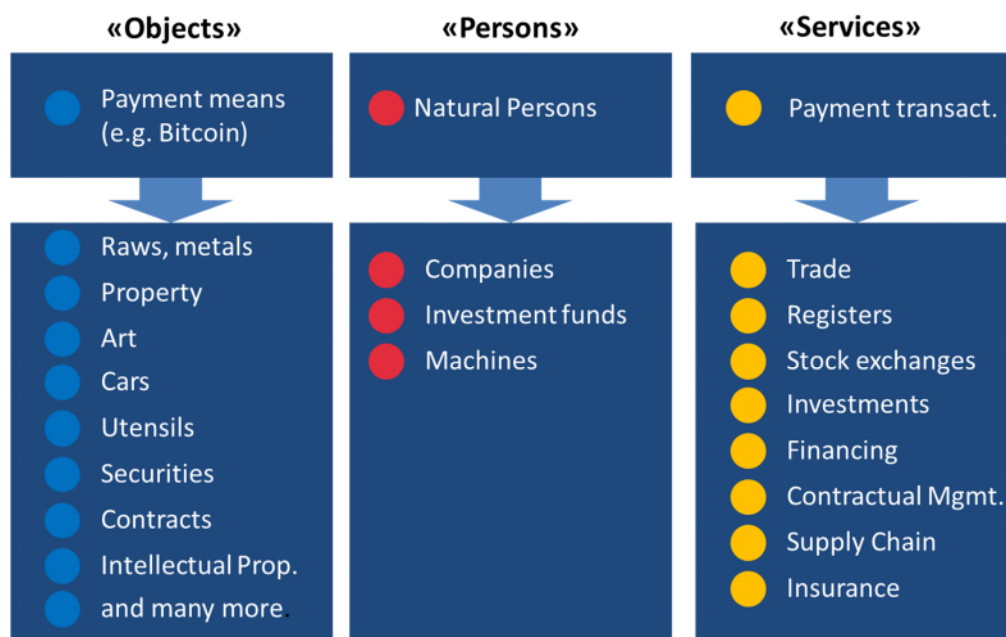 «Objects»
Payment means
(e.g. Bitcoin)
Raws, metals
Property
Art
Cars
Utensils
Securities
Contracts
Intellectual Prop.
and many more.
«Persons»
Natural Persons
Companies
Investment funds
Machines
«Services»
Payment transact.
Trade
Registers
Stock exchanges
Investments
Financing
Contractual Mgmt.
Supply Chain
Insurance